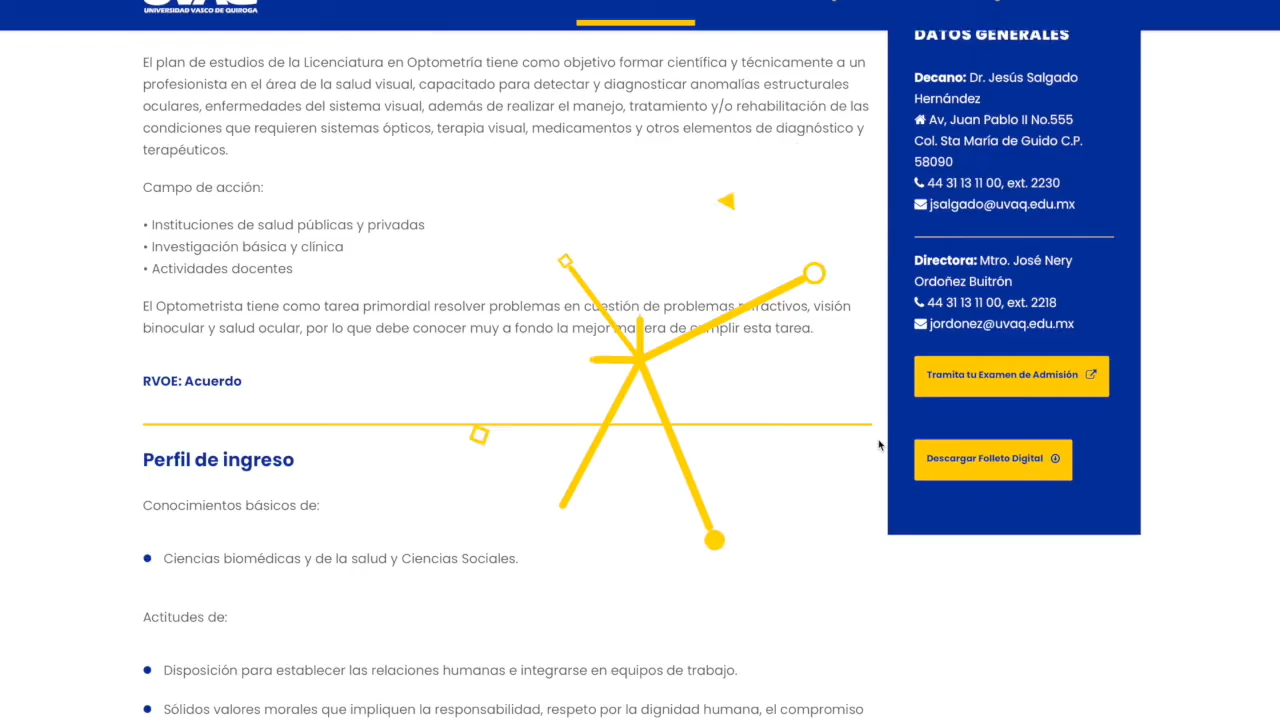 UNIVERSIDAD VASCO DE QUIROGA
El plan de estudios de la Licenciatura en Optometría tiene como objetivo formar científica y técnicamente a un
profesionista en el área de la salud visual, capacitado para detectar y diagnosticar anomalías estructurales
oculares, enfermedades del sistema visual, además de realizar el manejo, tratamiento y/o rehabilitación de las
condiciones que requieren sistemas ópticos, terapia visual, medicamentos y otros elementos de diagnóstico y
terapéuticos.
Campo de acción:
• Instituciones de salud públicas y privadas
• Investigación básica y clínica
• Actividades docentes
El Optometrista tiene como tarea primordial resolver problemas en cuestión de problemas refractivos, visión
binocular y salud ocular, por lo que debe conocer muy a fondo la mejor manera de cumplir esta tarea.
RVOE: Acuerdo
Perfil de ingreso
Conocimientos básicos de:
Ciencias biomédicas y de la salud y Ciencias Sociales.
Actitudes de:
Disposición para establecer las relaciones humanas e integrarse en equipos de trabajo.
Sólidos valores morales que impliquen la responsabilidad, respeto por la dignidad humana, el compromiso
DATOS GENERALES
Decano: Dr. Jesús Salgado
Hernández
Av, Juan Pablo II No.555
Col. Sta María de Guido C.P.
58090
44 31 13 11 00, ext. 2230
jsalgado@uvaq.edu.mx
Directora: Mtro. José Nery
Ordoñez Buitrón
44 31 13 11 00, ext. 2218
jordonez@uvaq.edu.mx
Tramita tu Examen de Admisión
Descargar Folleto Digital